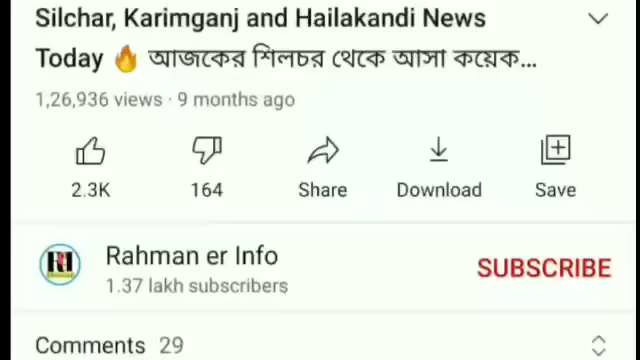 Silchar, Karimganj and Hailakandi News
Today 🔥 আজকের শিলচর থেকে আসা কয়েক...
1,26,936 views · 9 months ago
2.3K 164 Share Download Save
Rahman er Info
SUBSCRIBE
1.37 lakh subscribers
Comments 29